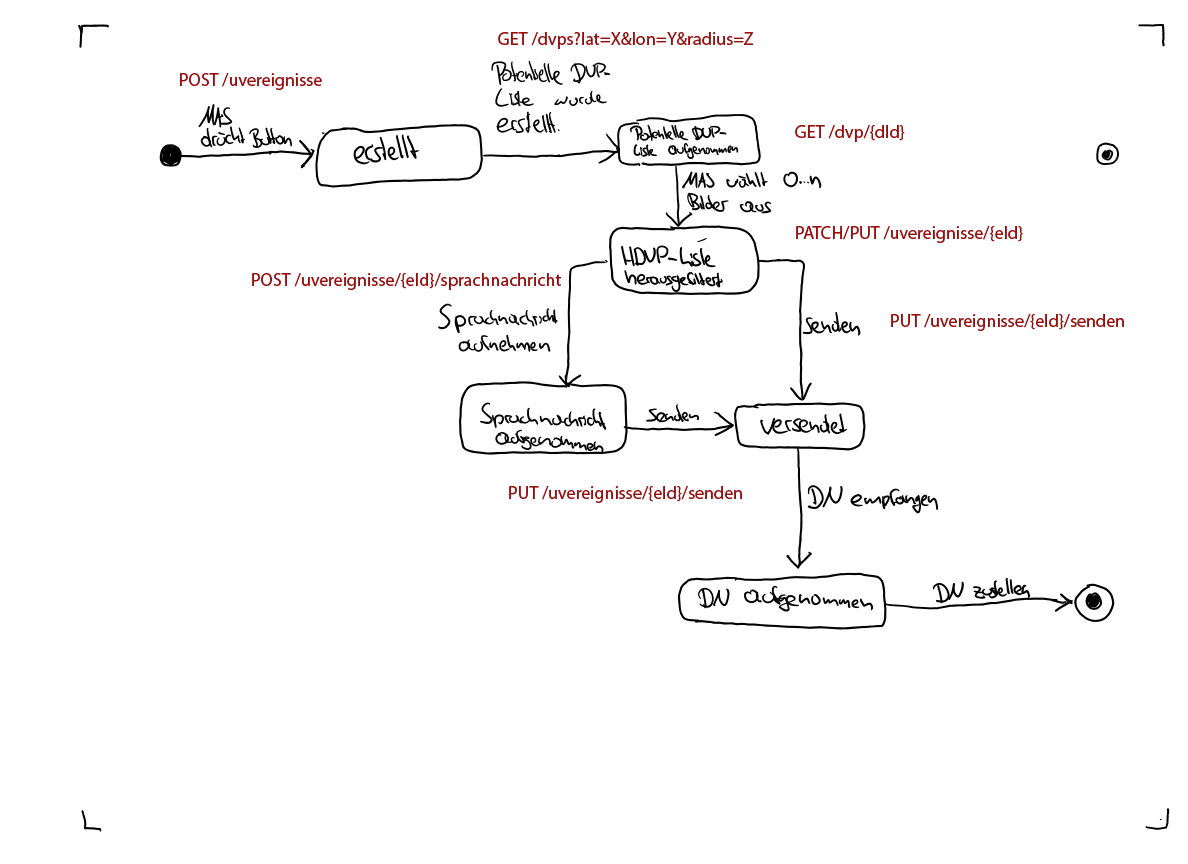 GET /dvps?lat=X&lon=Y&radius=Z
POST /uvereignisse
MAS
drückt Button
Potentielle DVP-
Liste wurde
erstellt.
erstellt
Potentielle DVP-
Liste aufgenommen
GET /dvp/{dId}
MAS wählt 0...n
Bilder aus
PATCH/PUT /uvereignisse/{eId}
HDVP-Liste
herausgefiltert
POST /uvereignisse/{eId}/sprachnachricht
Sprachnachricht
aufnehmen
senden
PUT /uvereignisse/{eId}/senden
Sprachnachricht
aufgenommen
senden
versendet
PUT /uvereignisse/{eId}/senden
DN empfangen
DN aufgenommen
DN zustellen